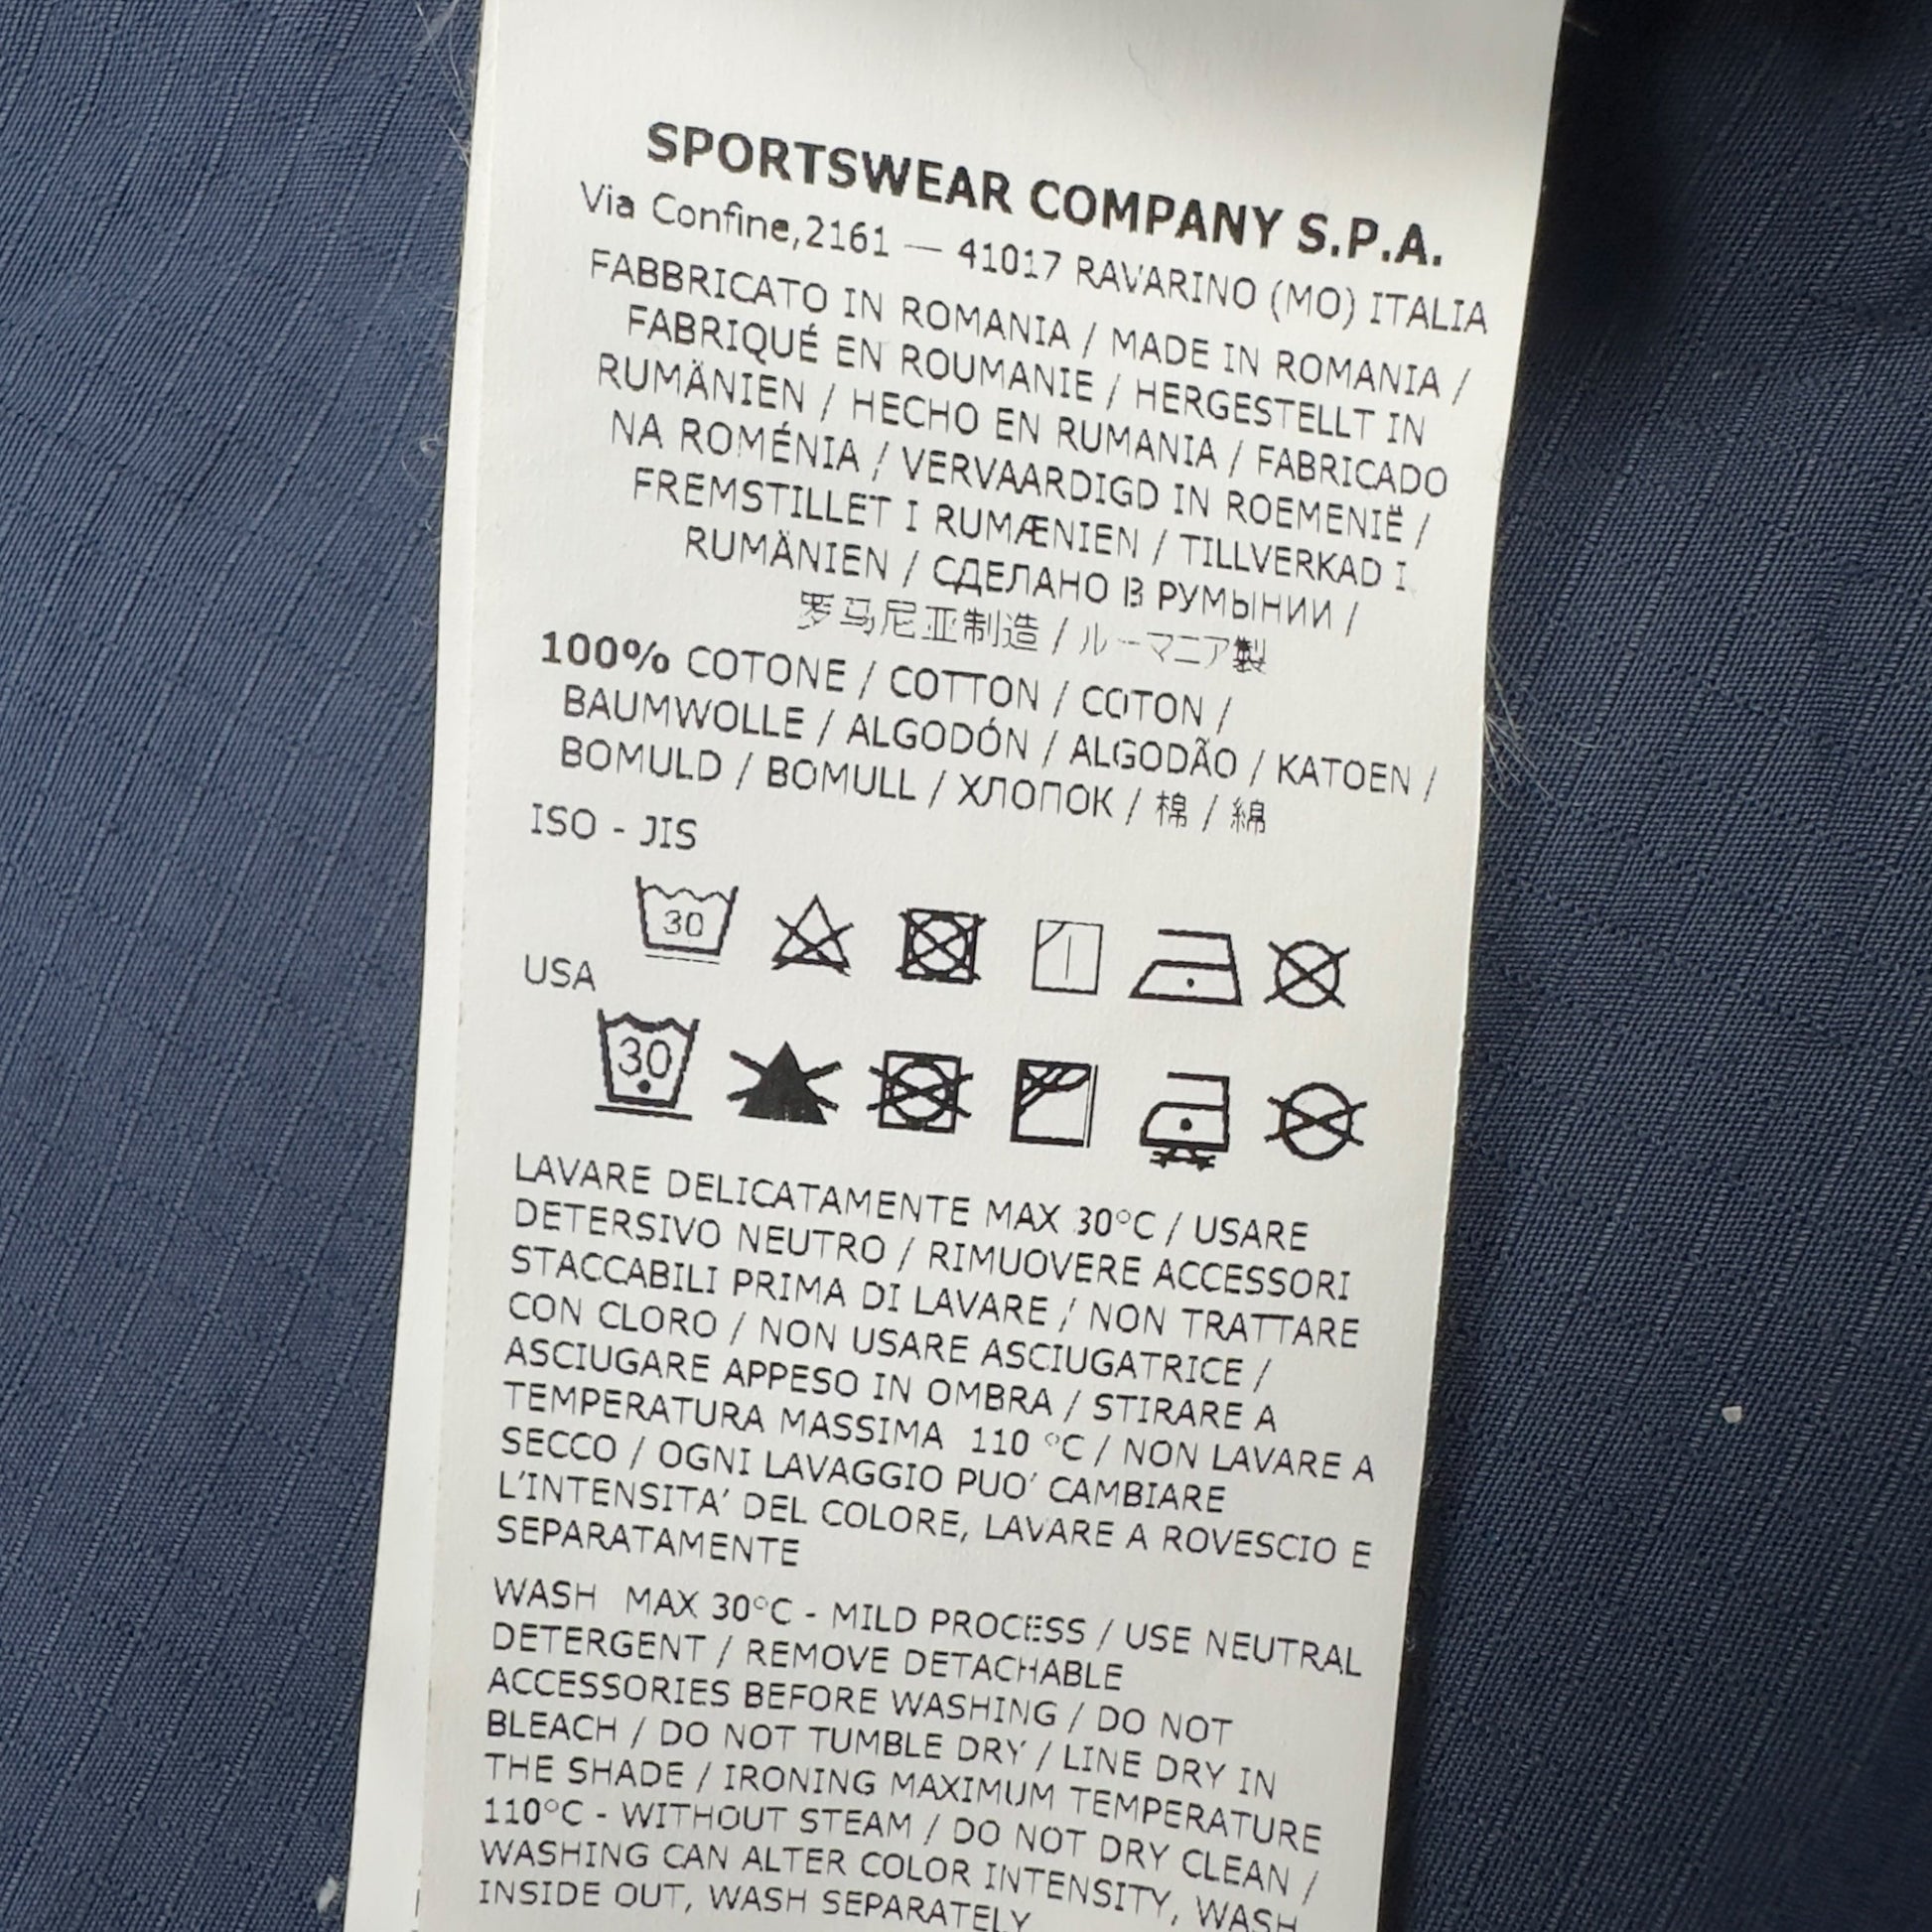 SPORTSWEAR COMPANY S.P.A.
Via Confine,2161 — 41017 RAVARINO (MO) ITALIA
FABBRICATO IN ROMANIA / MADE IN ROMANIA /
FABRIQUÉ EN ROUMANIE / HERGESTELLT IN
RUMÄNIEN / HECHO EN RUMANIA / FABRICADO
NA ROMÉNIA / VERVAARDIGD IN ROEMENIË /
FREMSTILLET I RUMÆNIEN / TILLVERKAD I
RUMÄNIEN / СДЕЛАНО В РУМЫНИИ /
罗马尼亚制造 / ルーマニア製
100% COTONE / COTTON / COTON /
BAUMWOLLE / ALGODÓN / ALGODÃO / KATOEN /
BOMULD / BOMULL / ХЛОПОК / 棉 / 綿
ISO - JIS
30
USA
30
LAVARE DELICATAMENTE MAX 30°C / USARE
DETERSIVO NEUTRO / RIMUOVERE ACCESSORI
STACCABILI PRIMA DI LAVARE / NON TRATTARE
CON CLORO / NON USARE ASCIUGATRICE /
ASCIUGARE APPESO IN OMBRA / STIRARE A
TEMPERATURA MASSIMA 110 °C / NON LAVARE A
SECCO / OGNI LAVAGGIO PUO' CAMBIARE
L'INTENSITA' DEL COLORE, LAVARE A ROVESCIO E
SEPARATAMENTE
WASH MAX 30°C - MILD PROCESS / USE NEUTRAL
DETERGENT / REMOVE DETACHABLE
ACCESSORIES BEFORE WASHING / DO NOT
BLEACH / DO NOT TUMBLE DRY / LINE DRY IN
THE SHADE / IRONING MAXIMUM TEMPERATURE
110°C - WITHOUT STEAM / DO NOT DRY CLEAN /
WASHING CAN ALTER COLOR INTENSITY, WASH
INSIDE OUT, WASH SEPARATELY